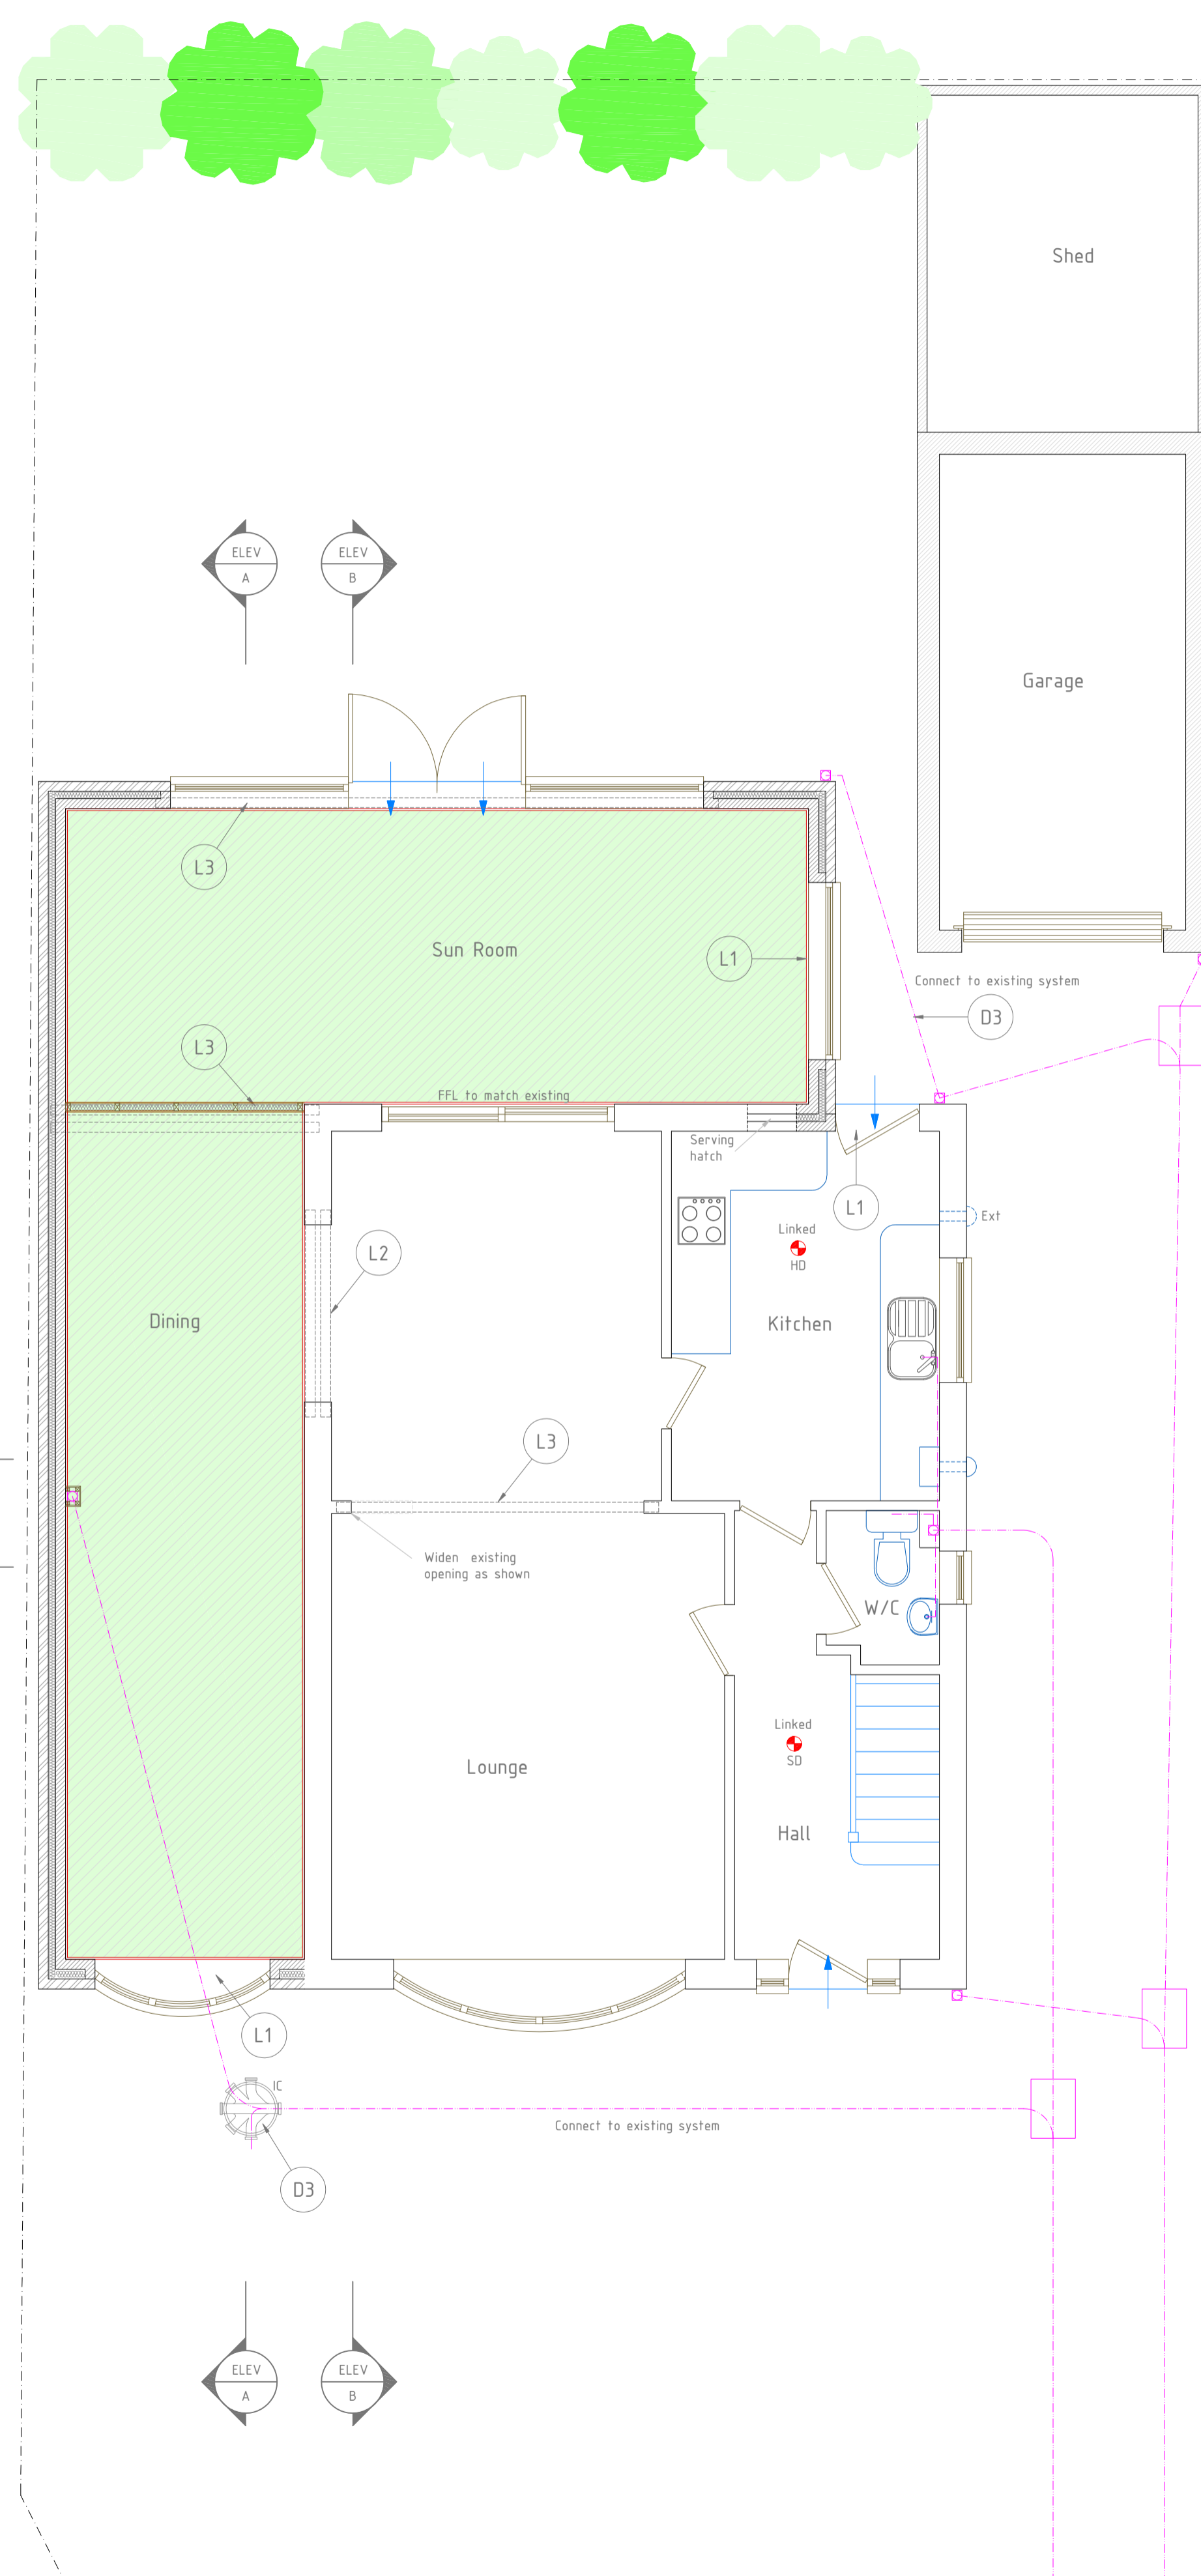 Shed
ELEV
A
ELEV
B
Garage
L3
Sun Room
L1
Connect to existing system
D3
L3
FFL to match existing
Serving
hatch
L1
Ext
Linked
HD
L2
Dining
Kitchen
L3
Widen existing
opening as shown
W/C
Linked
SD
Lounge
Hall
L1
IC
Connect to existing system
D3
ELEV
A
ELEV
B